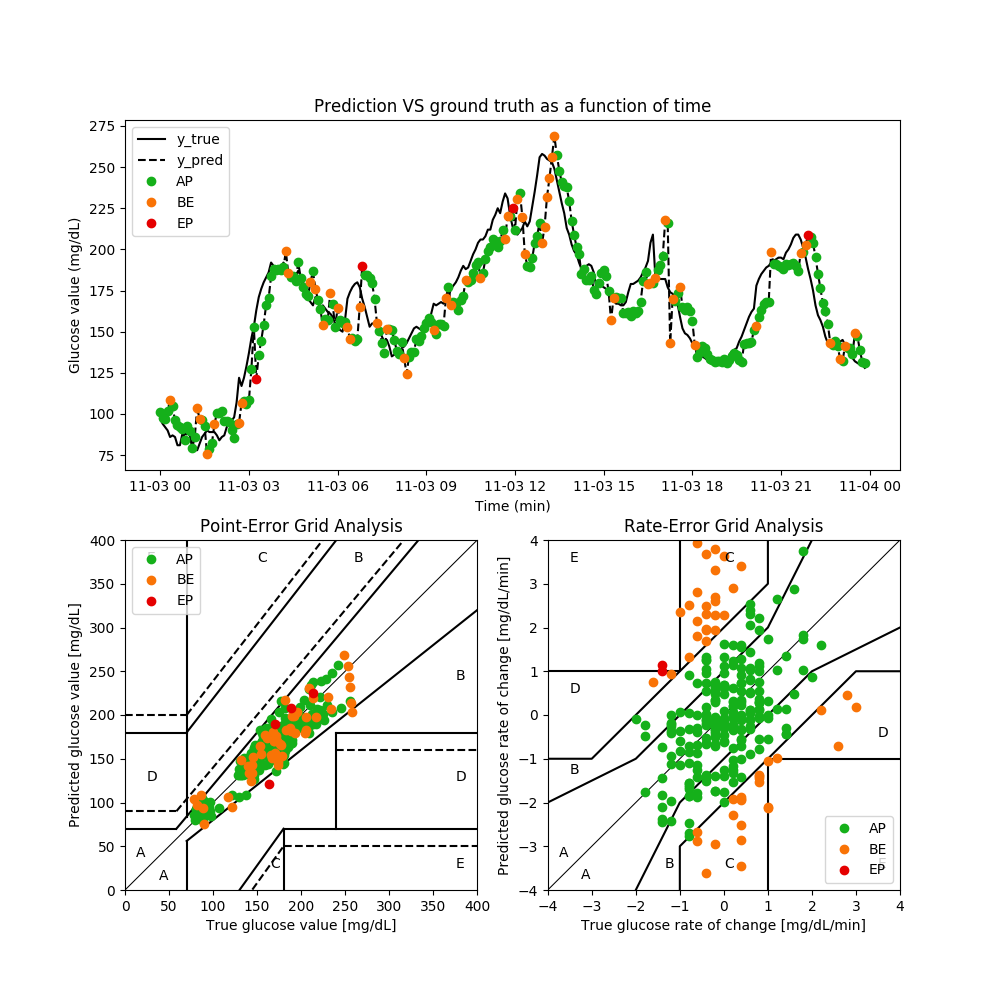 Prediction VS ground truth as a function of time
Glucose value (mg/dL)
275
250
225
200
175
150
125
100
75
y_true
y_pred
AP
BE
EP
11-03 00 11-03 03 11-03 06 11-03 09 11-03 12 11-03 15 11-03 18 11-03 21 11-04 00
Time (min)
Point-Error Grid Analysis
Predicted glucose value [mg/dL]
400
350
300
250
200
150
100
50
0
AP
BE
EP
E C B
B
D D
A
A C E
0 50 100 150 200 250 300 350 400
True glucose value [mg/dL]
Rate-Error Grid Analysis
Predicted glucose rate of change [mg/dL/min]
4
3
2
1
0
−1
−2
−3
−4
E C
D
D
B
A
A B C E
AP
BE
EP
−4 −3 −2 −1 0 1 2 3 4
True glucose rate of change [mg/dL/min]